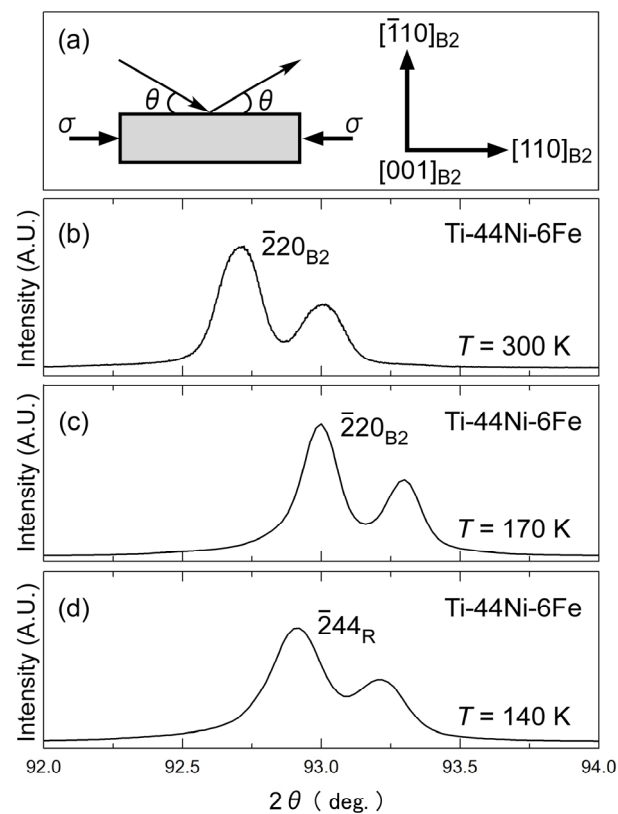 (a)
θ θ
σ σ
[1̄10]B2
[110]B2
[001]B2
Intensity (A.U.)
(b)
2̄20B2
Ti-44Ni-6Fe
T = 300 K
Intensity (A.U.)
(c)
2̄20B2
Ti-44Ni-6Fe
T = 170 K
Intensity (A.U.)
(d)
2̄44R
Ti-44Ni-6Fe
T = 140 K
92.0 92.5 93.0 93.5 94.0
2θ ( deg. )